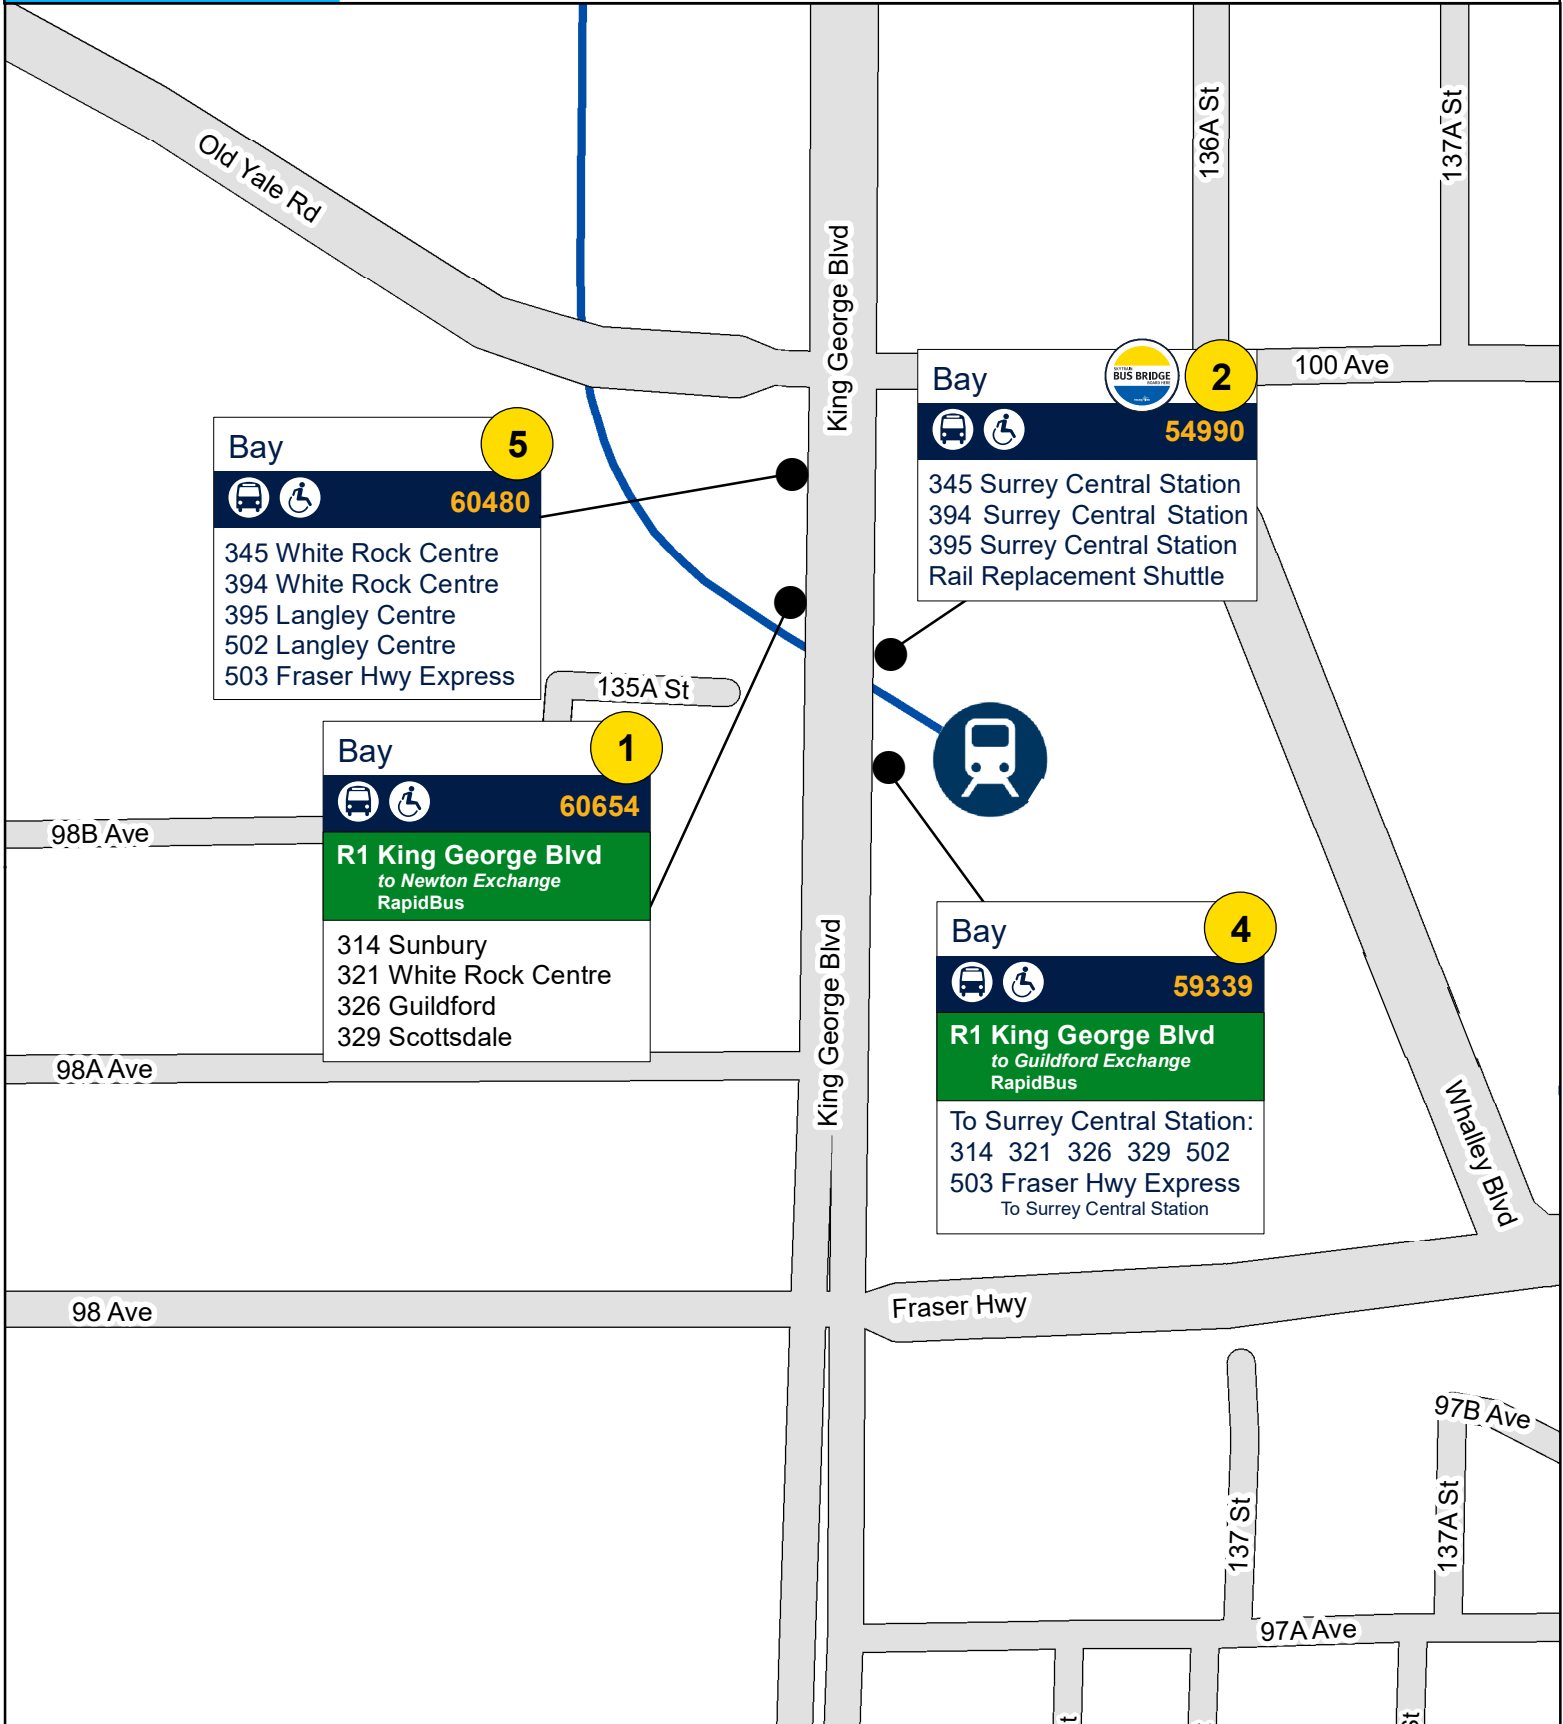 Old Yale Rd
King George Blvd
136A St
137A St
100 Ave
Bay 5
60480
345 White Rock Centre
394 White Rock Centre
395 Langley Centre
502 Langley Centre
503 Fraser Hwy Express
Bay BUS BRIDGE 2
54990
345 Surrey Central Station
394 Surrey Central Station
395 Surrey Central Station
Rail Replacement Shuttle
135A St
Bay 1
60654
R1 King George Blvd
to Newton Exchange
RapidBus
314 Sunbury
321 White Rock Centre
326 Guildford
329 Scottsdale
98B Ave
98A Ave
King George Blvd
Bay 4
59339
R1 King George Blvd
to Guildford Exchange
RapidBus
To Surrey Central Station:
314 321 326 329 502
503 Fraser Hwy Express
To Surrey Central Station
Whalley Blvd
98 Ave
Fraser Hwy
97B Ave
137 St
137A St
97A Ave